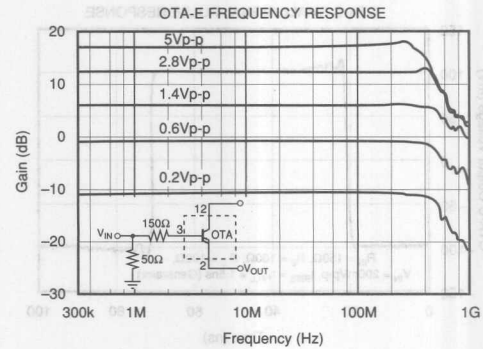 OTA-E FREQUENCY RESPONSE
20
10
0
−10
−20
−30
Gain (dB)
5Vp-p
2.8Vp-p
1.4Vp-p
0.6Vp-p
0.2Vp-p
12
150Ω
3
OTA
VIN
50Ω
2
VOUT
300k
1M
10M
100M
1G
Frequency (Hz)